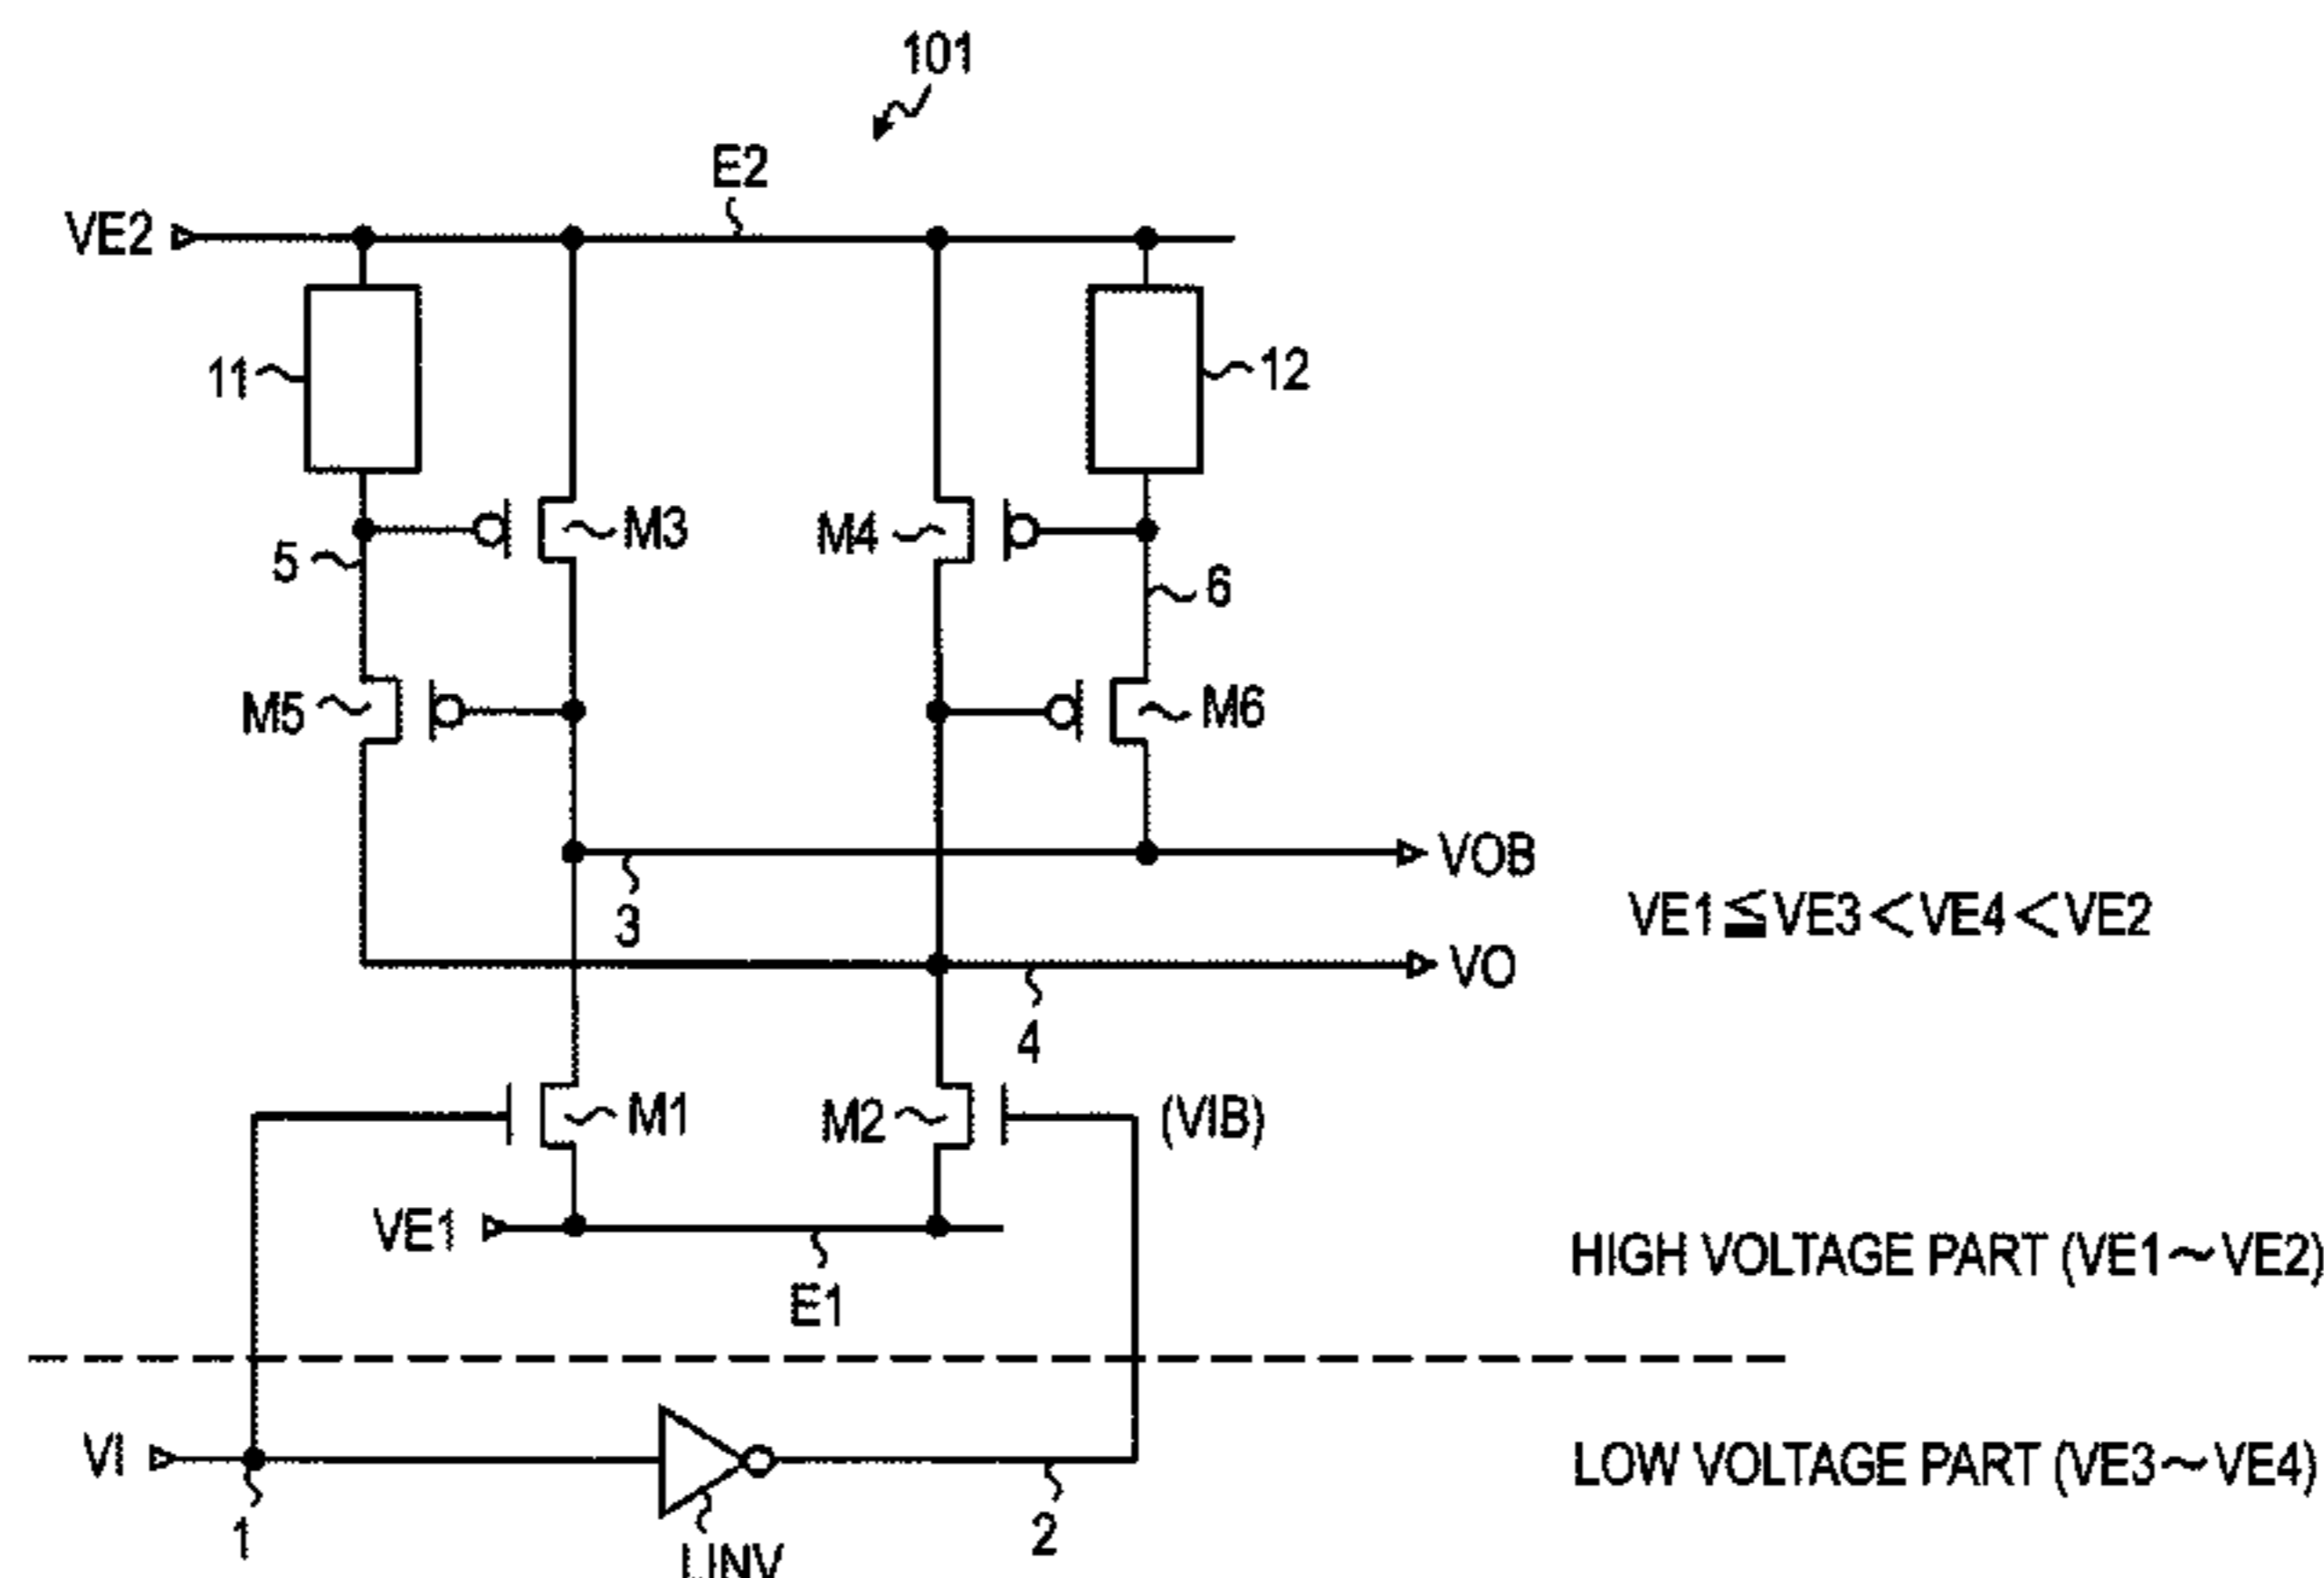 101
E2
VE2
11
12
M3
M4
5
6
M5
M6
VOB
3
VE1≦VE3<VE4<VE2
VO
4
M1
M2
(VIB)
VE1
HIGH VOLTAGE PART (VE1~VE2)
E1
VI
LOW VOLTAGE PART (VE3~VE4)
1
2
LINV